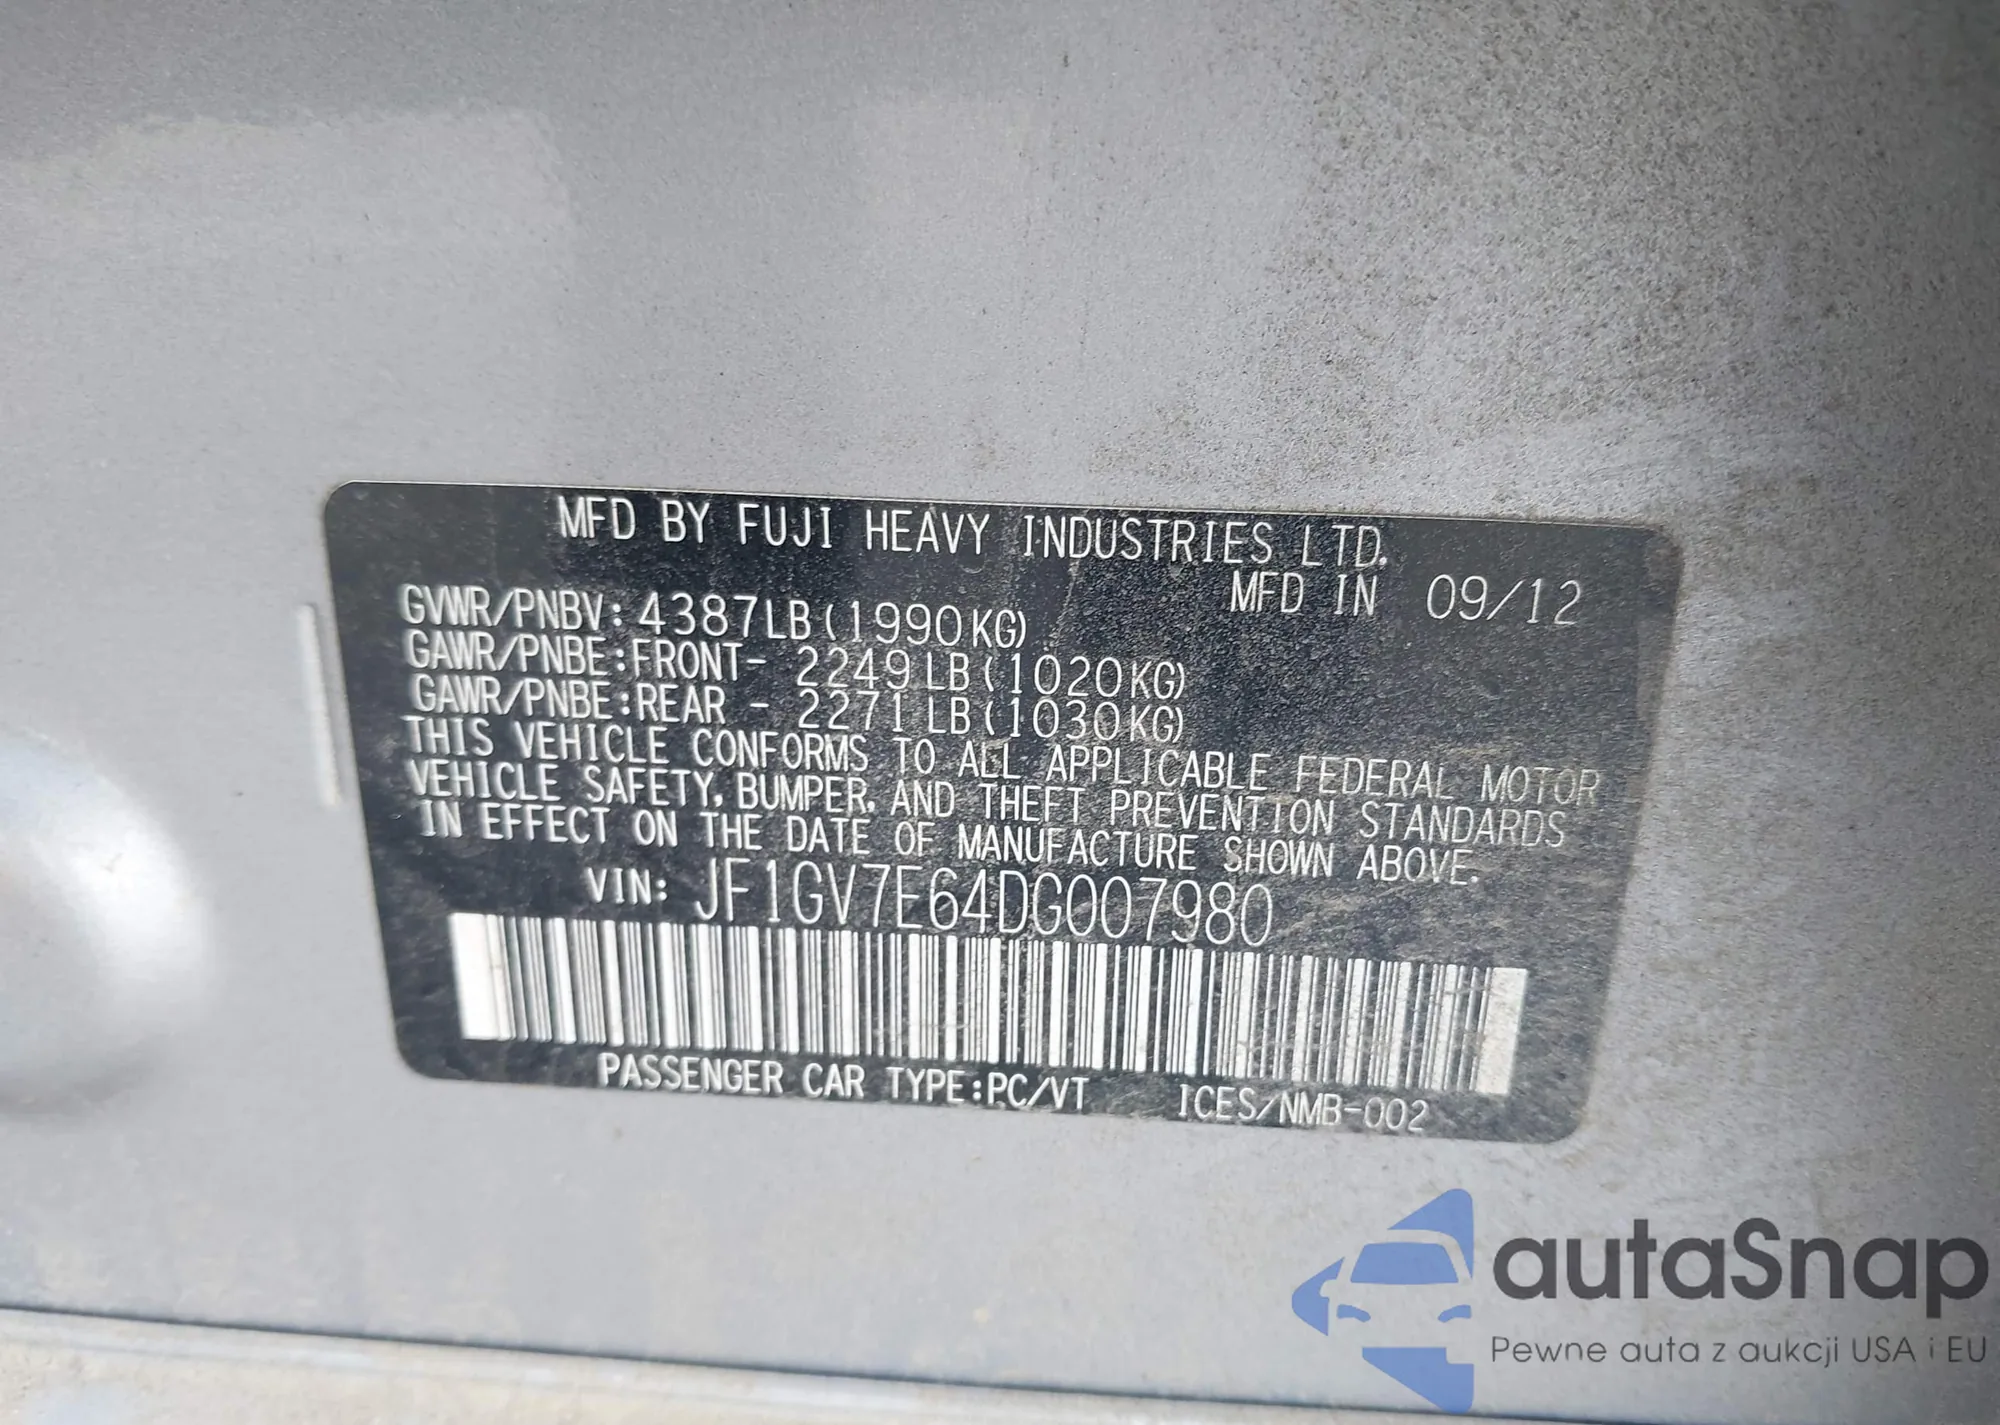 MFD BY FUJI HEAVY INDUSTRIES LTD.
MFD IN 09/12
GVWR/PNBV: 4387LB(1990KG)
GAWR/PNBE:FRONT- 2249LB(1020KG)
GAWR/PNBE:REAR - 2271LB(1030KG)
THIS VEHICLE CONFORMS TO ALL APPLICABLE FEDERAL MOTOR
VEHICLE SAFETY, BUMPER, AND THEFT PREVENTION STANDARDS
IN EFFECT ON THE DATE OF MANUFACTURE SHOWN ABOVE.
VIN: JF1GV7E64DG007980
PASSENGER CAR TYPE:PC/VT ICES/NMB-002
autaSnap
Pewne auta z aukcji USA i EU